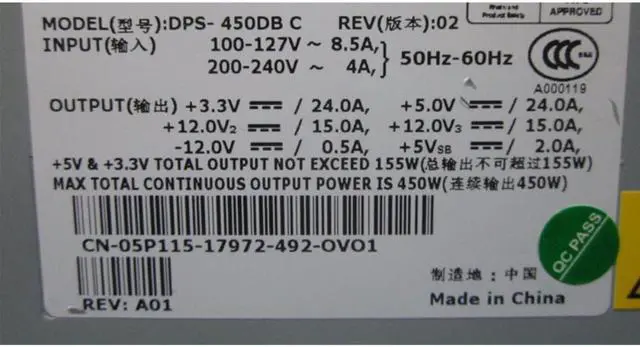 MODEL(型号):DPS- 450DB C REV(版本):02
INPUT(输入) 100-127V ~ 8.5A,
200-240V ~ 4A, 50Hz-60Hz
Product Safety
APPROVED
CCC
A000119
OUTPUT(输出) +3.3V / 24.0A, +5.0V / 24.0A,
+12.0V2 / 15.0A, +12.0V3 / 15.0A,
-12.0V / 0.5A, +5VSB / 2.0A,
+5V & +3.3V TOTAL OUTPUT NOT EXCEED 155W(总输出不可超过155W)
MAX TOTAL CONTINUOUS OUTPUT POWER IS 450W(连续输出450W)
CN-05P115-17972-492-0VO1
QC PASS
制造地:中国
REV: A01
Made in China